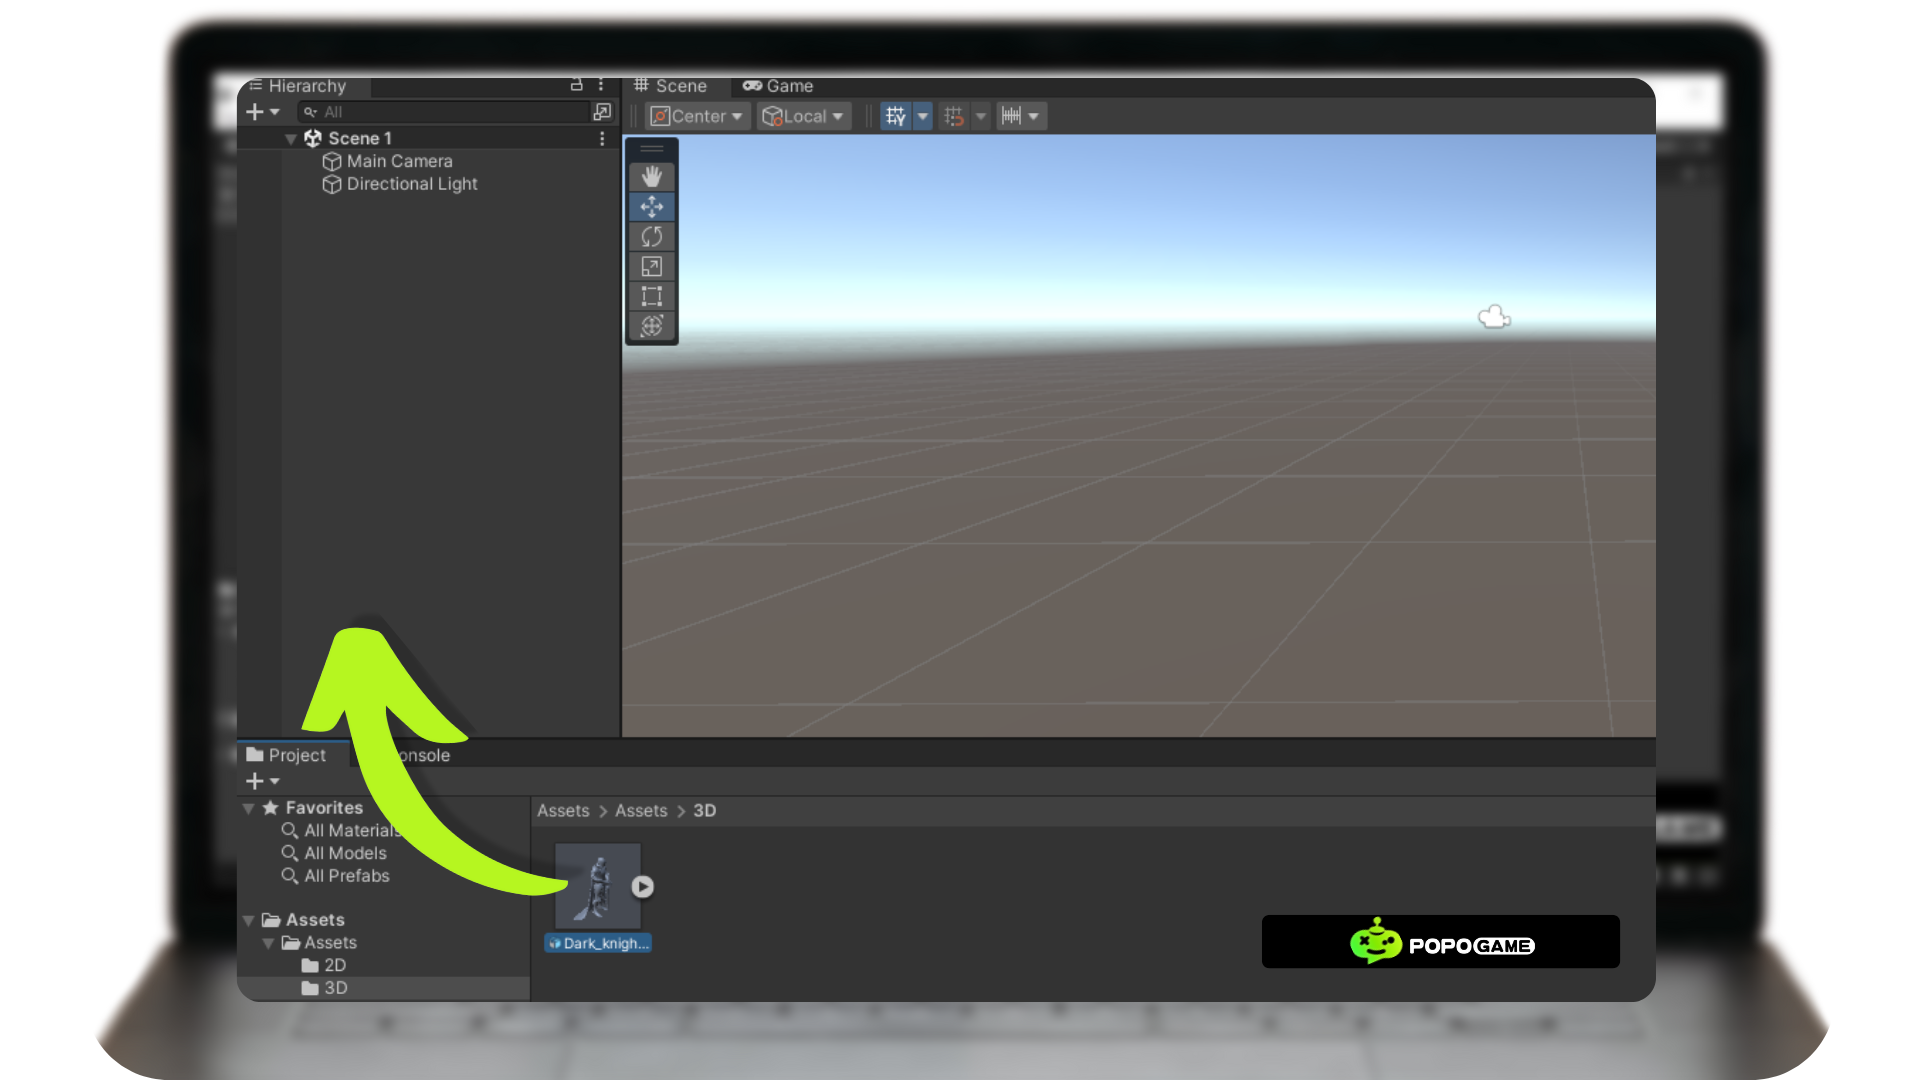 Hierarchy
All
Scene 1
Main Camera
Directional Light
Scene
Game
Center
Local
Project
onsole
Favorites
All Materials
All Models
All Prefabs
Assets
Assets
2D
3D
Assets > Assets > 3D
Dark_knigh...
POPOGAME